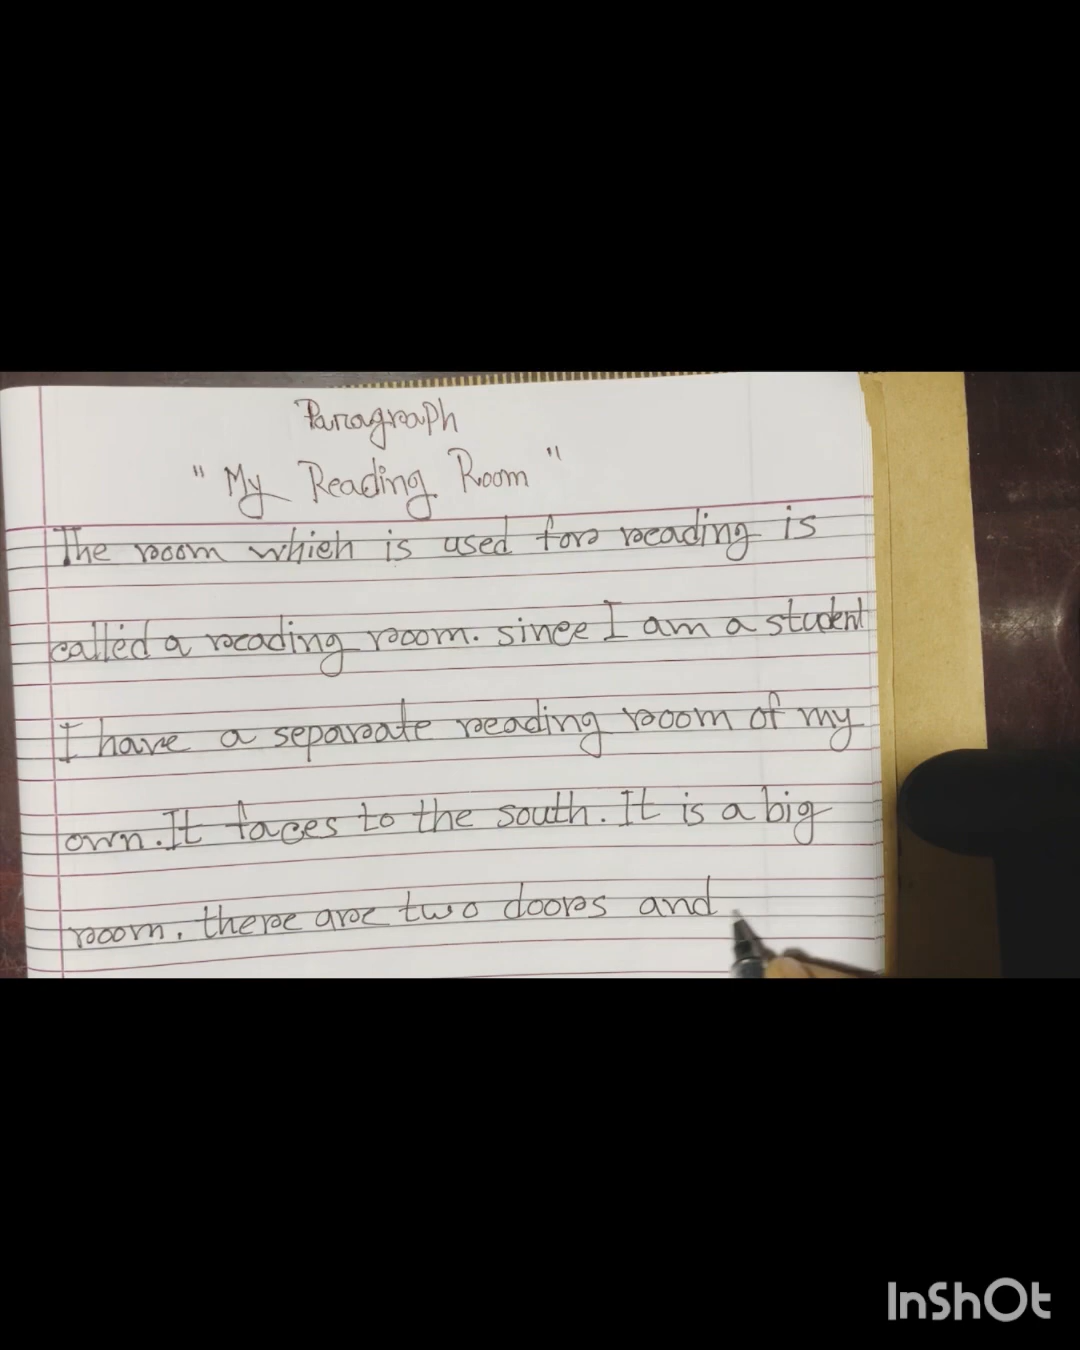 Paragraph
" My Reading Room "
The room which is used for reading is
called a reading room. since I am a student
I have a separate reading room of my
own. It faces to the south. It is a big
room. there are two doors and
InShOt